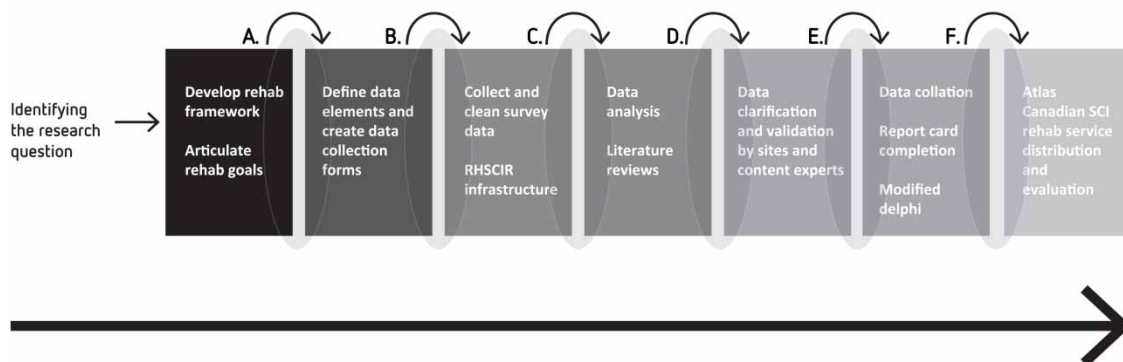 A.
B.
C.
D.
E.
F.
Identifying
the research
question
Develop rehab
framework
Articulate
rehab goals
Define data
elements and
create data
collection
forms
Collect and
clean survey
data
RHSCIR
infrastructure
Data
analysis
Literature
reviews
Data
clarification
and validation
by sites and
content experts
Data collation
Report card
completion
Modified
delphi
Atlas
Canadian SCI
rehab service
distribution
and
evaluation